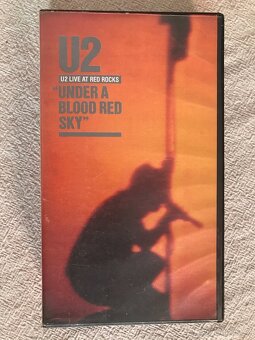 U2
U2 LIVE AT RED ROCKS
"UNDER A
BLOOD RED
SKY"